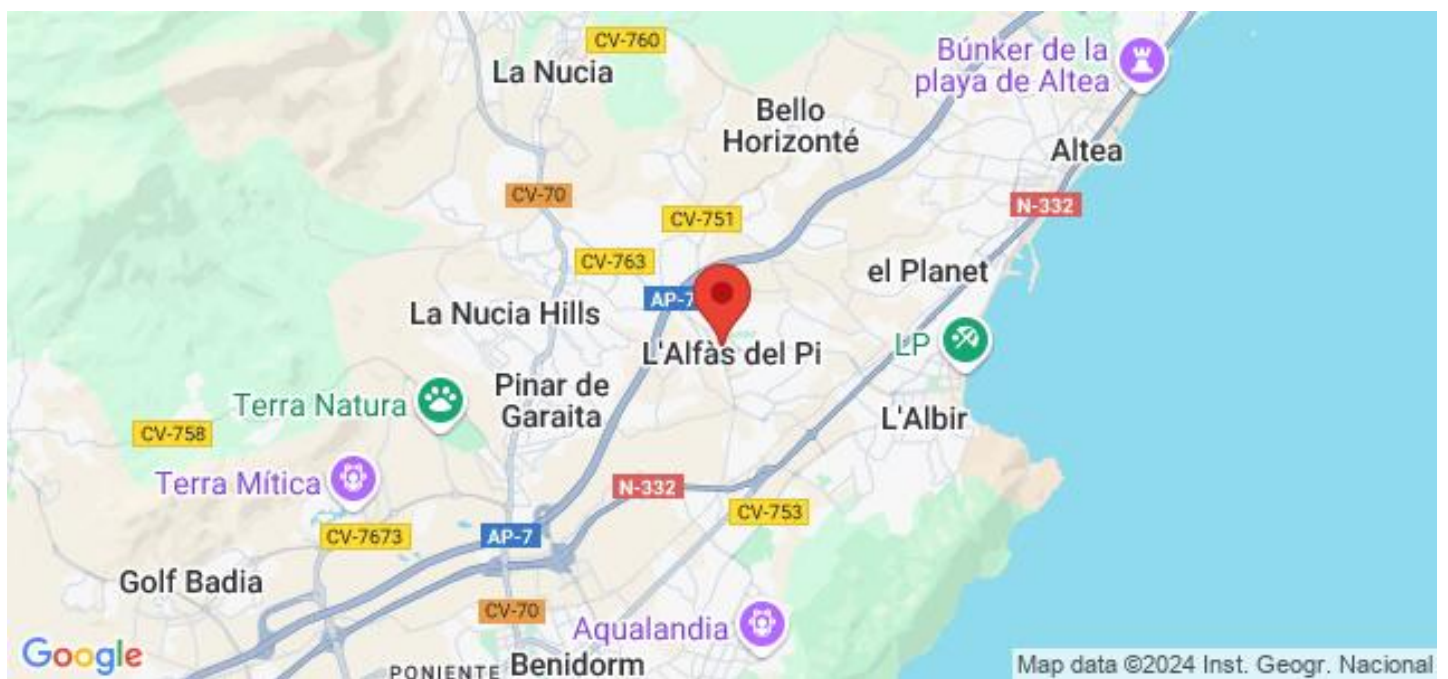 CV-760
La Nucia
Búnker de la
playa de Altea
Bello
Horizonté
Altea
CV-70
CV-751
N-332
CV-763
el Planet
AP-7
La Nucia Hills
L'Alfàs del Pi
LP
Pinar de
Garaita
Terra Natura
L'Albir
CV-758
Terra Mítica
N-332
CV-753
CV-7673
AP-7
Golf Badia
CV-70
Aqualandia
Google
PONIENTE
Benidorm
Map data ©2024 Inst. Geogr. Nacional